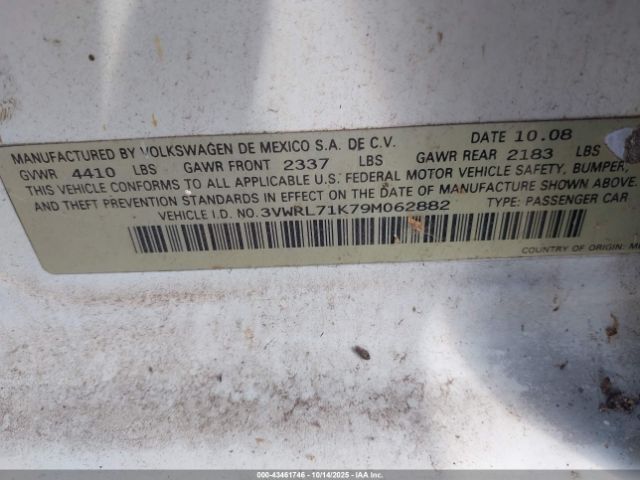 MANUFACTURED BY VOLKSWAGEN DE MEXICO S.A. DE C.V. DATE 10.08
GVWR 4410 LBS GAWR FRONT 2337 LBS GAWR REAR 2183 LBS
THIS VEHICLE CONFORMS TO ALL APPLICABLE U.S. FEDERAL MOTOR VEHICLE SAFETY, BUMPER,
AND THEFT PREVENTION STANDARDS IN EFFECT ON THE DATE OF MANUFACTURE SHOWN ABOVE.
VEHICLE I.D. NO. 3VWRL71K79M062882 TYPE: PASSENGER CAR
COUNTRY OF ORIGIN:
000-43461746 | 10/14/2025 | IAAI.com